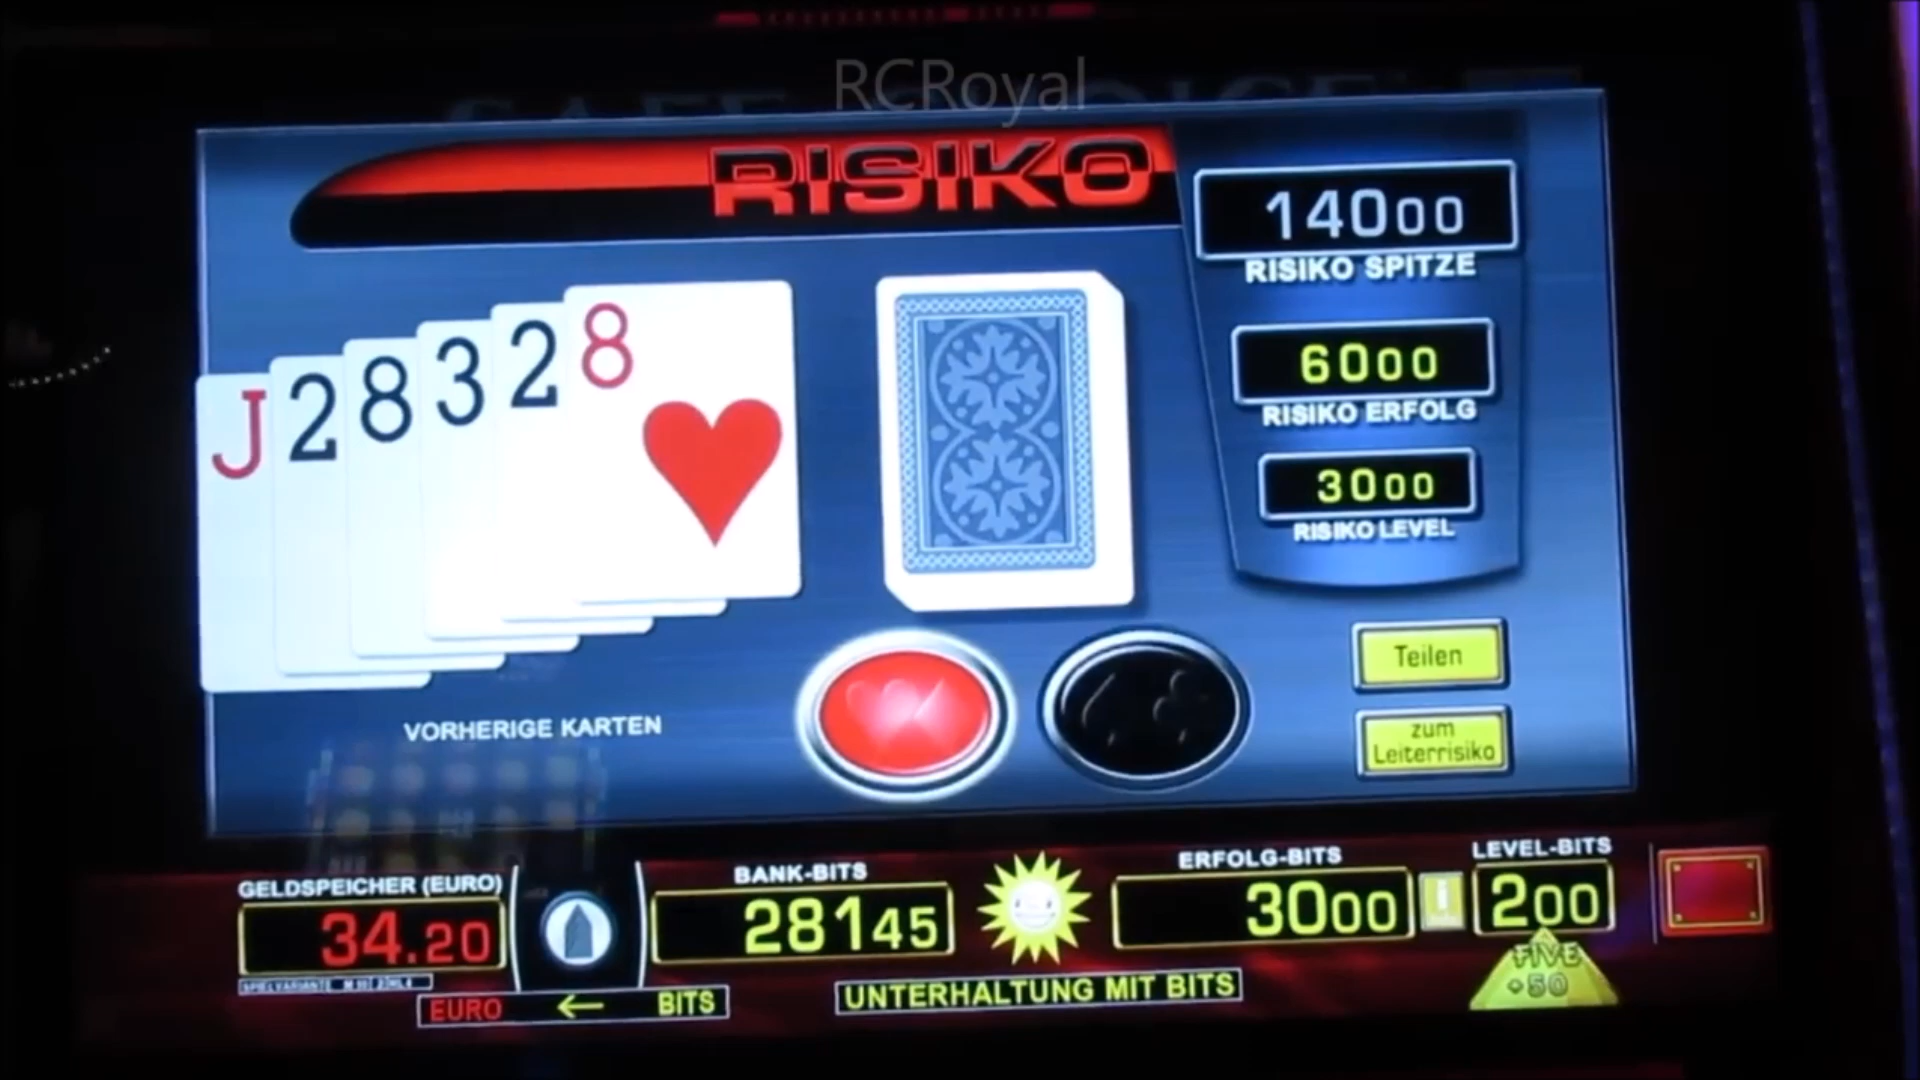 RCRoyal
RISIKO
14000
RISIKO SPITZE
6000
RISIKO ERFOLG
3000
RISIKO LEVEL
J 2 8 3 2 8
VORHERIGE KARTEN
Teilen
zum
Leiterrisiko
GELDSPEICHER (EURO)
34.20
BANK-BITS
28145
ERFOLG-BITS
3000
LEVEL-BITS
200
FIVE
+50
EURO ← BITS
UNTERHALTUNG MIT BITS